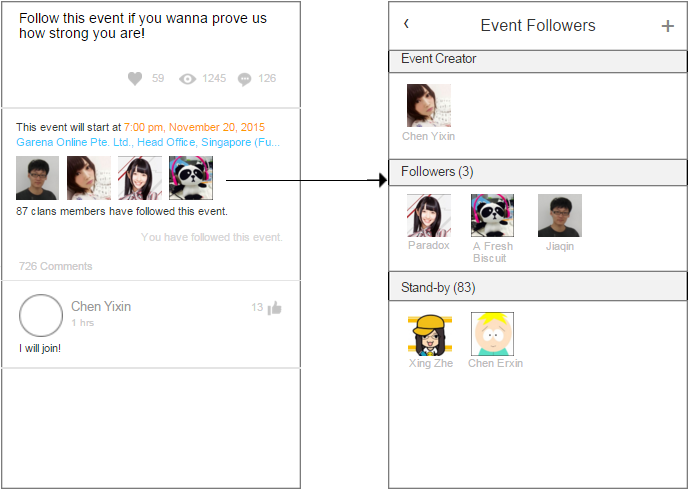 Follow this event if you wanna prove us
how strong you are!
59
1245
126
This event will start at 7:00 pm, November 20, 2015
Garena Online Pte. Ltd., Head Office, Singapore (Fu...
87 clans members have followed this event.
You have followed this event.
726 Comments
Chen Yixin
13
1 hrs
I will join!
Event Followers
Event Creator
Chen Yixin
Followers (3)
Paradox
A Fresh
Biscuit
Jiaqin
Stand-by (83)
Xing Zhe
Chen Erxin